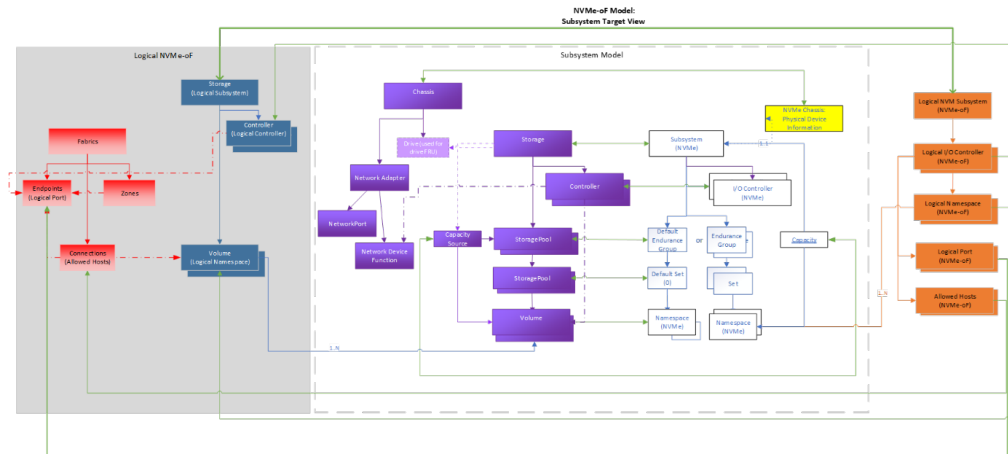 NVMe-oF Model:
Subsystem Target View
Logical NVMe-oF
Subsystem Model
Storage
(Logical Subsystem)
Controller
(Logical Controller)
Fabrics
Endpoints
(Logical Port)
Zones
Connections
(Allowed Hosts)
Volume
(Logical Namespace)
1..N
Chassis
Drive (used for
drive FRU)
Network Adapter
NetworkPort
Network Device
Function
Capacity
Source
Storage
Controller
StoragePool
StoragePool
Volume
Subsystem
(NVMe)
I/O Controller
(NVMe)
Default
Endurance
Group
or
Endurance
Group
Default Set
(0)
Set
Namespace
(NVMe)
Namespace
(NVMe)
NVMe Chassis
Physical Device
Information
Capacity
Logical NVM Subsystem
(NVMe-oF)
Logical I/O Controller
(NVMe-oF)
Logical Namespace
(NVMe-oF)
Logical Port
(NVMe-oF)
Allowed Hosts
(NVMe-oF)